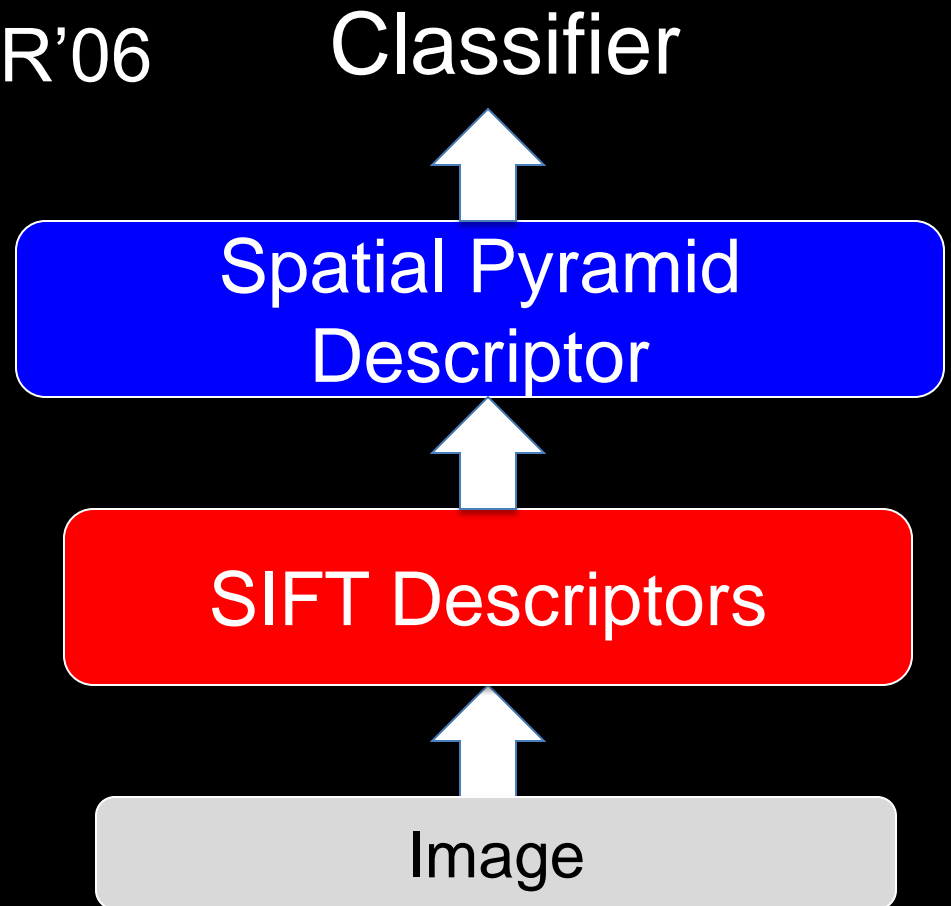 R’06 Classifier
Spatial Pyramid
Descriptor
SIFT Descriptors
Image